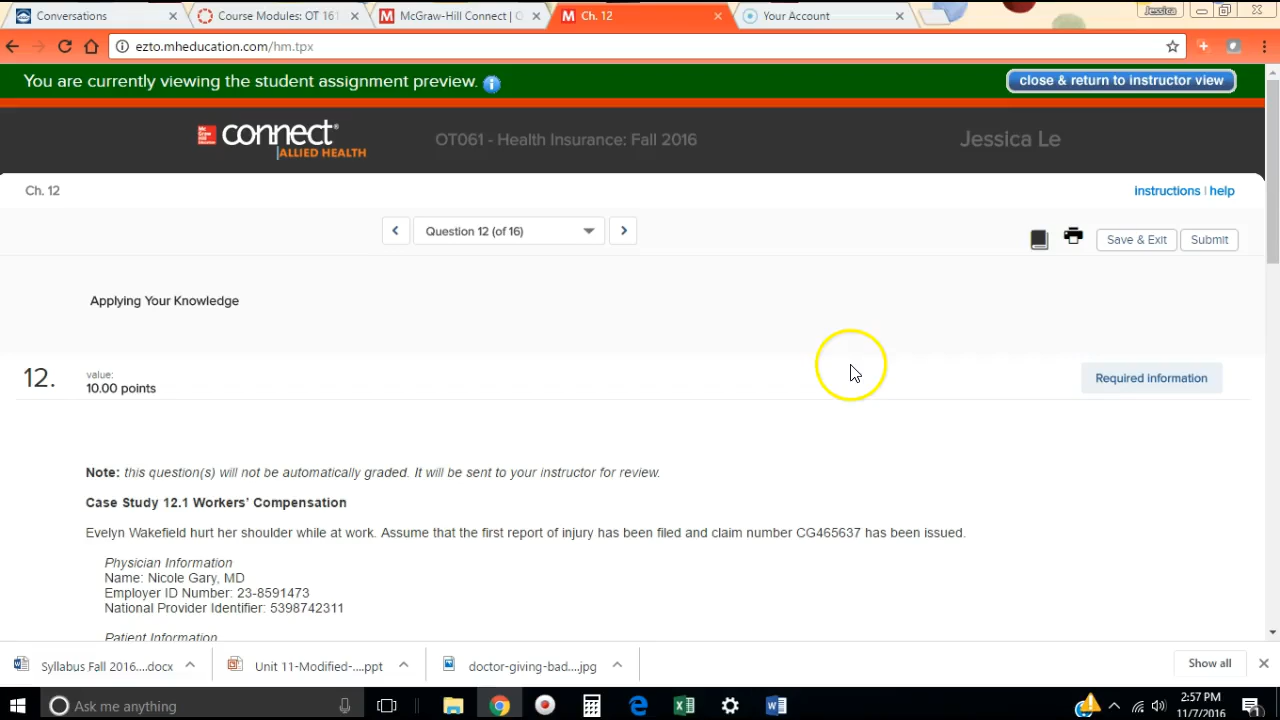 Conversations
Course Modules: OT 161
McGraw-Hill Connect | C
M Ch. 12
Your Account
Jessica
ezto.mheducation.com/hm.tpx
You are currently viewing the student assignment preview. i
close & return to instructor view
Mc Graw Hill Education connect® OT061 - Health Insurance: Fall 2016 Jessica Le
ALLIED HEALTH
Ch. 12
instructions | help
Question 12 (of 16)
Save & Exit Submit
Applying Your Knowledge
12. value:
10.00 points
Required information
Note: this question(s) will not be automatically graded. It will be sent to your instructor for review.
Case Study 12.1 Workers' Compensation
Evelyn Wakefield hurt her shoulder while at work. Assume that the first report of injury has been filed and claim number CG465637 has been issued.
Physician Information
Name: Nicole Gary, MD
Employer ID Number: 23-8591473
National Provider Identifier: 5398742311
Patient Information
Syllabus Fall 2016....docx
Unit 11-Modified-....ppt
doctor-giving-bad....jpg
Show all
Ask me anything
2:57 PM
11/7/2016